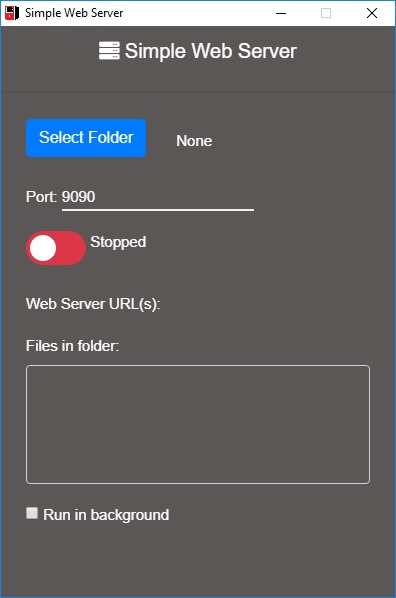 Simple Web Server
Simple Web Server
Select Folder
None
Port: 9090
Stopped
Web Server URL(s):
Files in folder:
Run in background